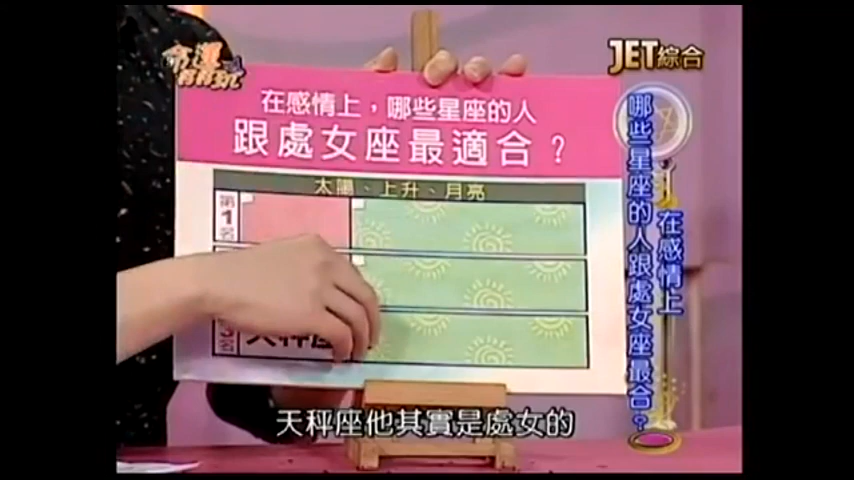 命運好好玩
JET綜合
在感情上，哪些星座的人
跟處女座最適合？
太陽、上升、月亮
第1名
天秤座
在感情上
哪些星座的人跟處女座最合？
天秤座他其實是處女的